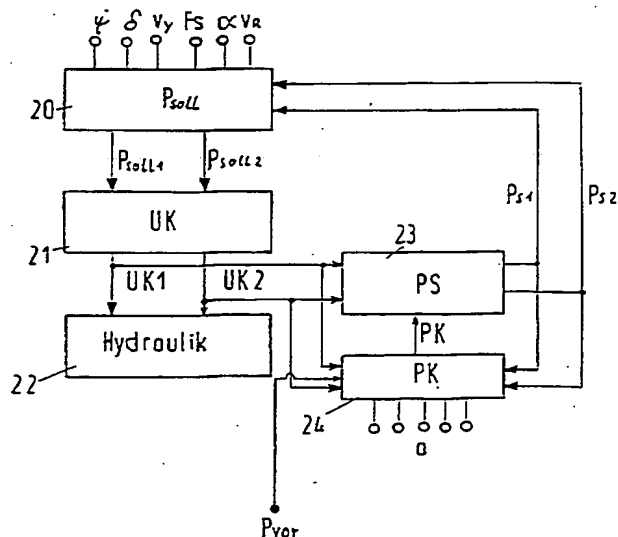 ψ̇ δ Vy Fs α VR
20 Psoll
Psoll1 Psoll2
Ps1 Ps2
21 UK
23
PS
UK1 UK2
PK
22 Hydraulik
PK
24
a
Pvor